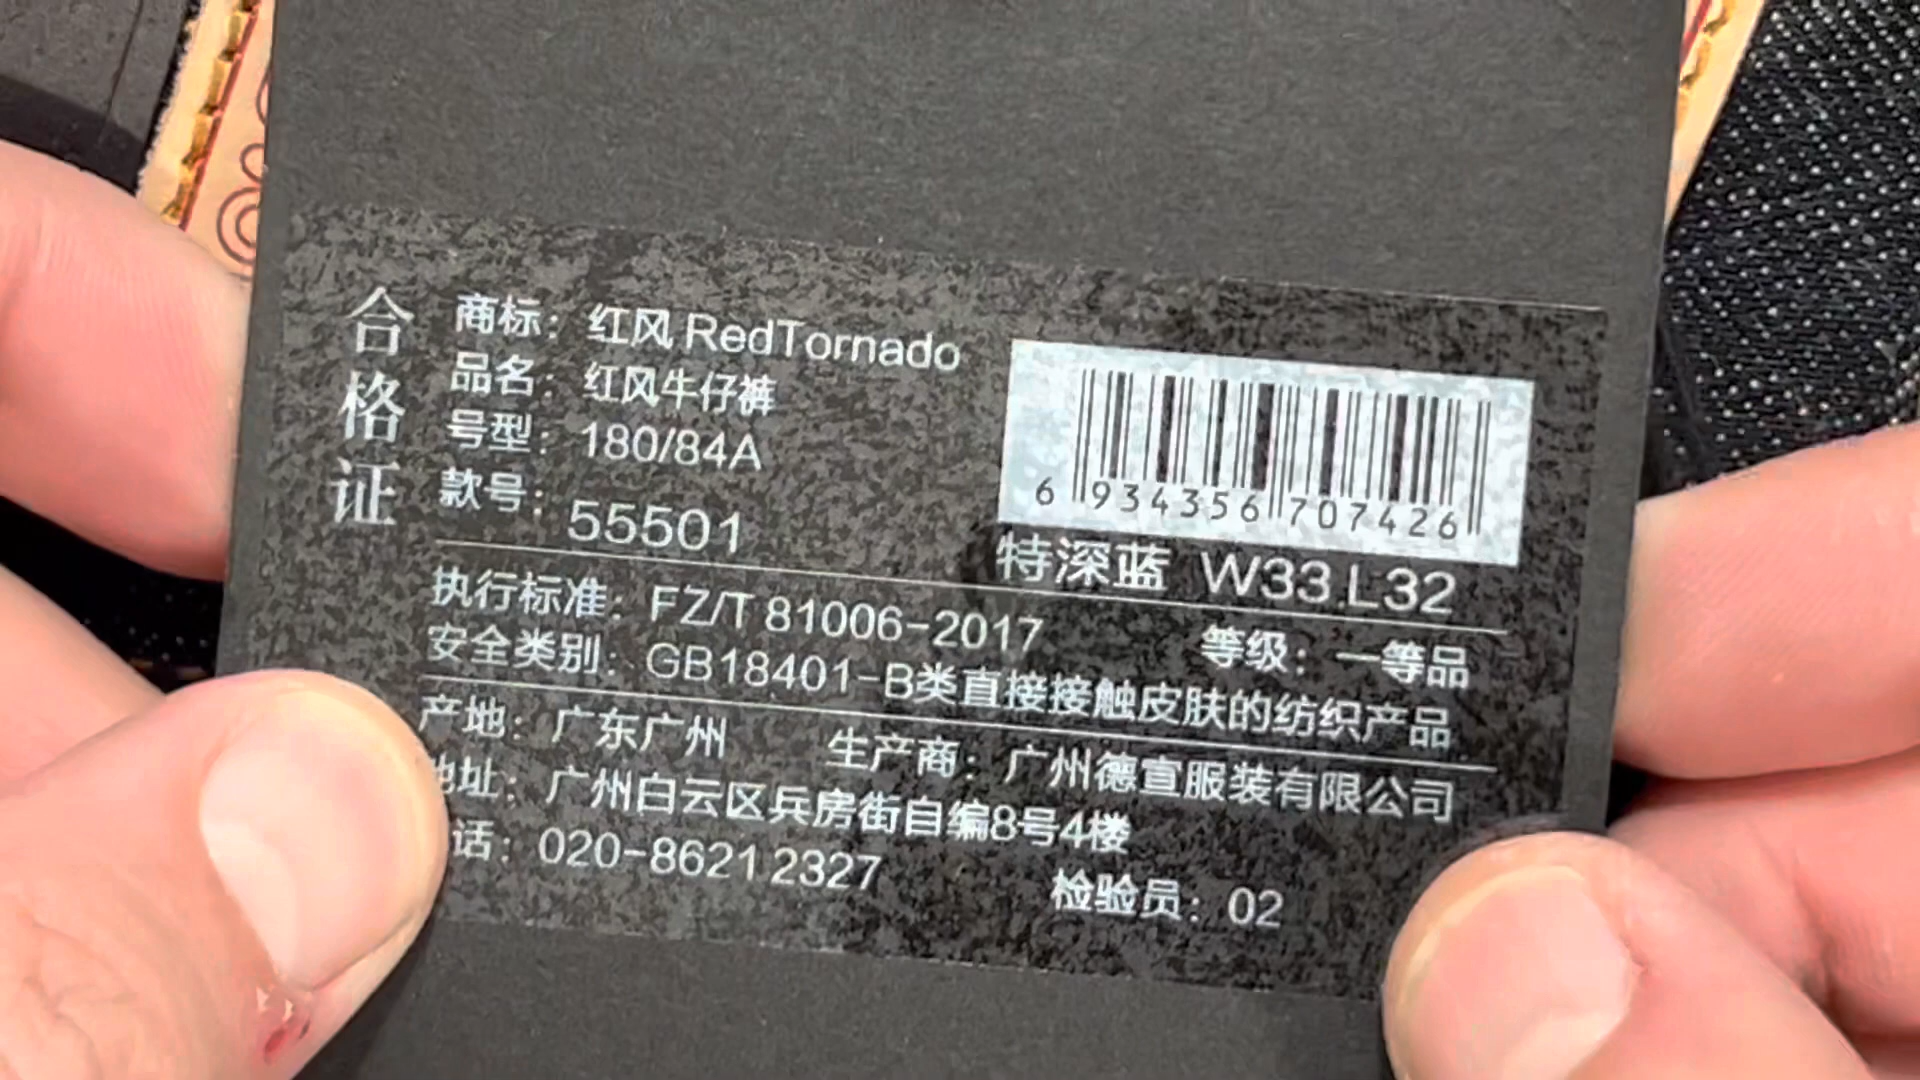 合格证
商标：红风 RedTornado
品名：红风牛仔裤
号型：180/84A
款号：55501
6 934356 707426
特深蓝 W33.L32
执行标准：FZ/T 81006-2017 等级：一等品
安全类别：GB18401-B类直接接触皮肤的纺织产品
产地：广东广州 生产商：广州德宣服装有限公司
地址：广州白云区兵房街自编8号4楼
话：020-86212327 检验员：02